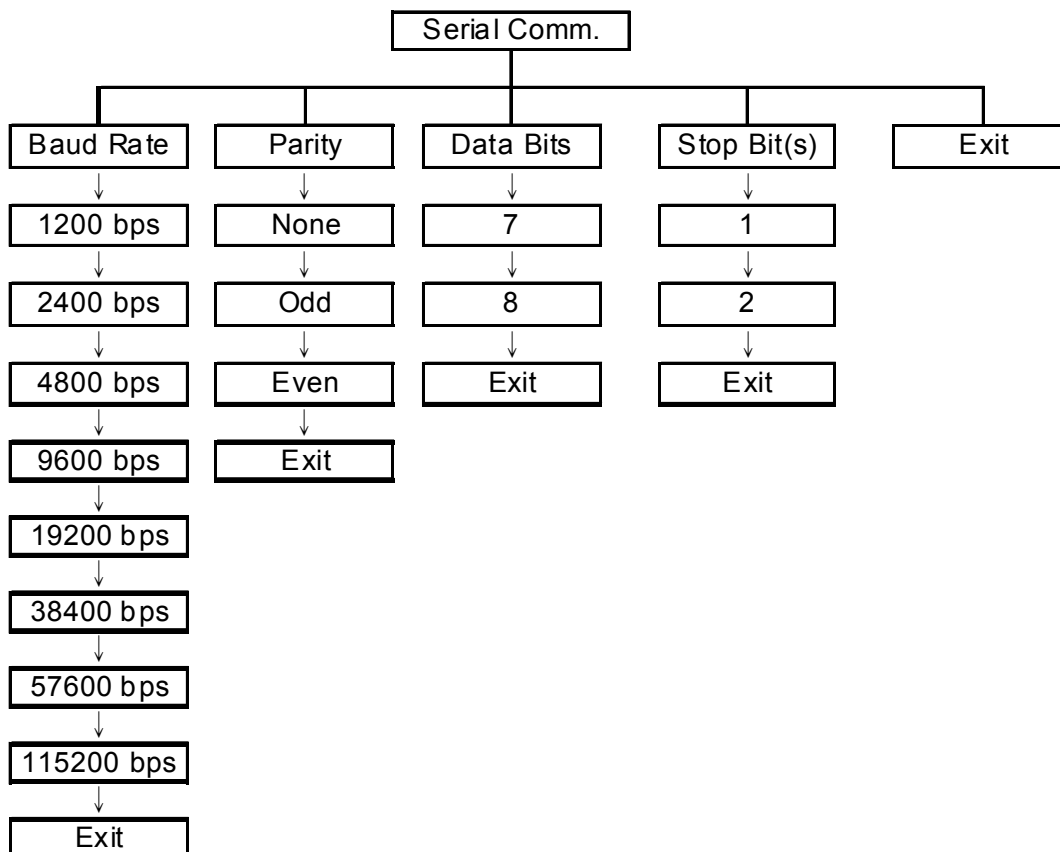 Serial Comm.
Baud Rate
Parity
Data Bits
Stop Bit(s)
Exit
1200 bps
None
7
1
2400 bps
Odd
8
2
4800 bps
Even
Exit
Exit
9600 bps
Exit
19200 bps
38400 bps
57600 bps
115200 bps
Exit